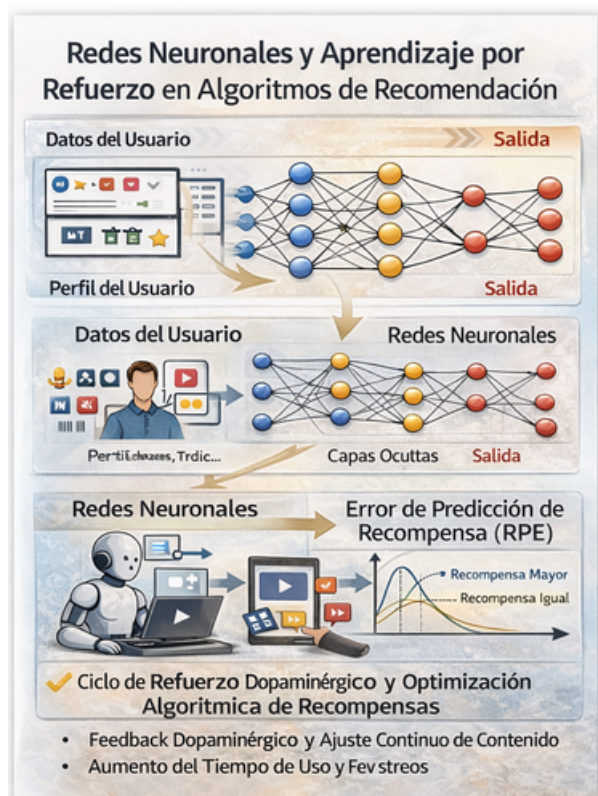 Redes Neuronales y Aprendizaje por
Refuerzo en Algoritmos de Recomendación
Datos del Usuario
Salida
Perfil del Usuario
Salida
Datos del Usuario
Redes Neuronales
Capas Ocuttas
Salida
Redes Neuronales
Error de Predicción de
Recompensa (RPE)
Recompensa Mayor
Recompensa Igual
Ciclo de Refuerzo Dopaminérgico y Optimización
Algoritmica de Recompensas
• Feedback Dopaminérgico y Ajuste Continuo de Contenido
• Aumento del Tiempo de Uso y Fev streos